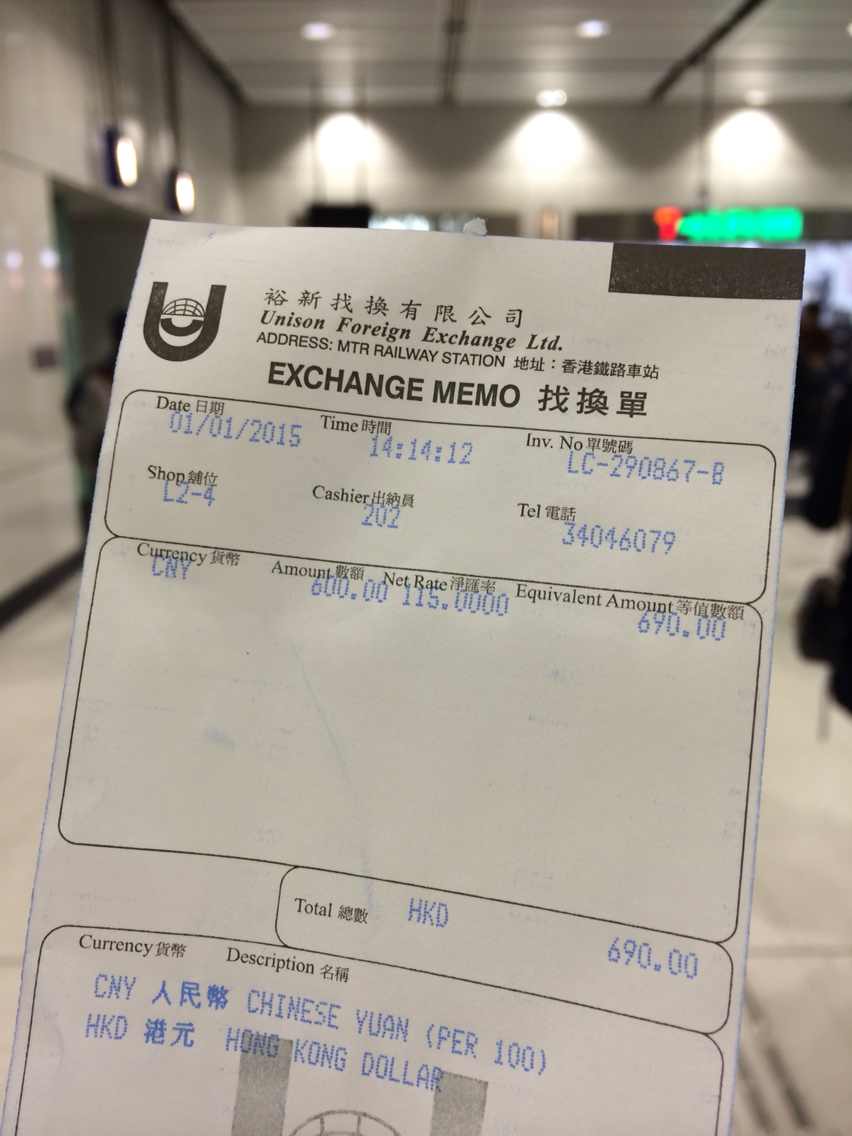 裕新找換有限公司
Unison Foreign Exchange Ltd.
ADDRESS: MTR RAILWAY STATION 地址：香港鐵路車站
EXCHANGE MEMO 找換單
Date 日期 Time 時間 Inv. No 單號碼
01/01/2015 14:14:12 LC-290867-B
Shop 舖位 Cashier 出納員 Tel 電話
L2-4 202 34046079
Currency 貨幣 Amount 數額 Net Rate 淨匯率 Equivalent Amount 等值數額
CNY 600.00 115.0000 690.00
Total 總數 HKD 690.00
Currency 貨幣 Description 名稱
CNY 人民幣 CHINESE YUAN (PER 100)
HKD 港元 HONG KONG DOLLAR